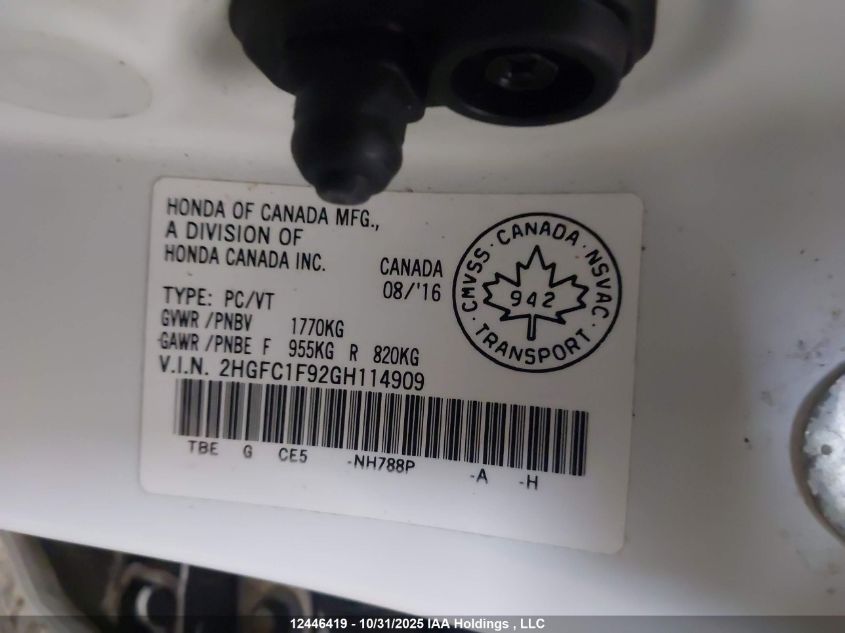 HONDA OF CANADA MFG.,
A DIVISION OF
HONDA CANADA INC.
CANADA
08/'16
TYPE: PC/VT
GVWR/PNBV 1770KG
GAWR/PNBE F 955KG R 820KG
V.I.N. 2HGFC1F92GH114909
TBE G CE5 -NH788P -A -H
CMVSS · CANADA · NSVAC · TRANSPORT ·
942
12446419 - 10/31/2025 IAA Holdings , LLC